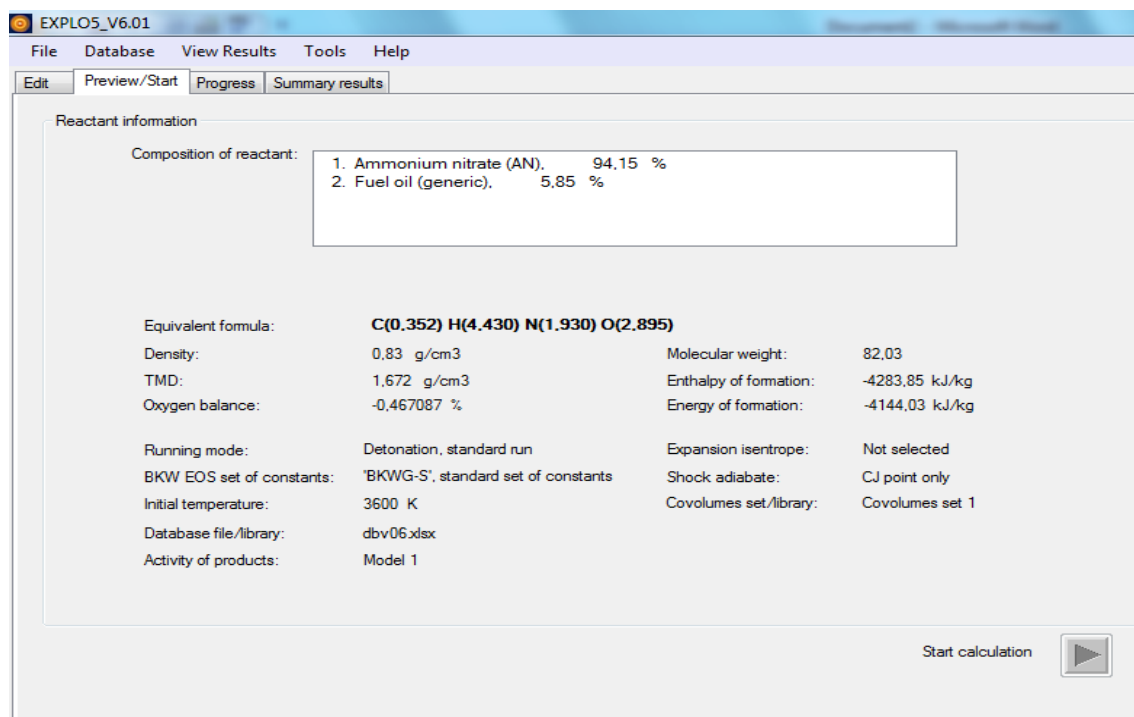 EXPLO5_V6.01
File Database View Results Tools Help
Edit Preview/Start Progress Summary results
Reactant information
Composition of reactant:
1. Ammonium nitrate (AN), 94,15 %
2. Fuel oil (generic), 5,85 %
Equivalent formula: C(0,352) H(4,430) N(1,930) O(2,895)
Density: 0,83 g/cm3 Molecular weight: 82,03
TMD: 1,672 g/cm3 Enthalpy of formation: -4283,85 kJ/kg
Oxygen balance: -0,467087 % Energy of formation: -4144,03 kJ/kg
Running mode: Detonation, standard run Expansion isentrope: Not selected
BKW EOS set of constants: "BKWG-S", standard set of constants Shock adiabate: CJ point only
Initial temperature: 3600 K Covolumes set/library: Covolumes set 1
Database file/library: dbv06.xlsx
Activity of products: Model 1
Start calculation